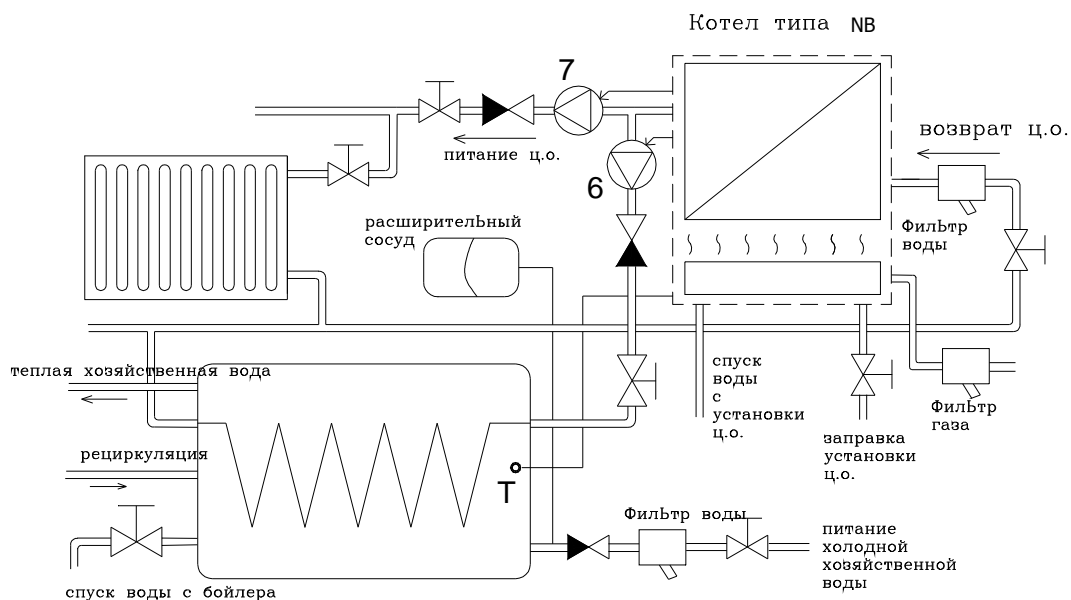 Котел типа NB
7
возврат ц.о.
питание ц.о.
6
расширительный
сосуд
Фильтр
воды
теплая хозяйственная вода
спуск
воды
с
установки
ц.о.
Фильтр
газа
заправка
установки
ц.о.
рециркуляция
T
Фильтр воды
питание
холодной
хозяйственной
воды
спуск воды с бойлера